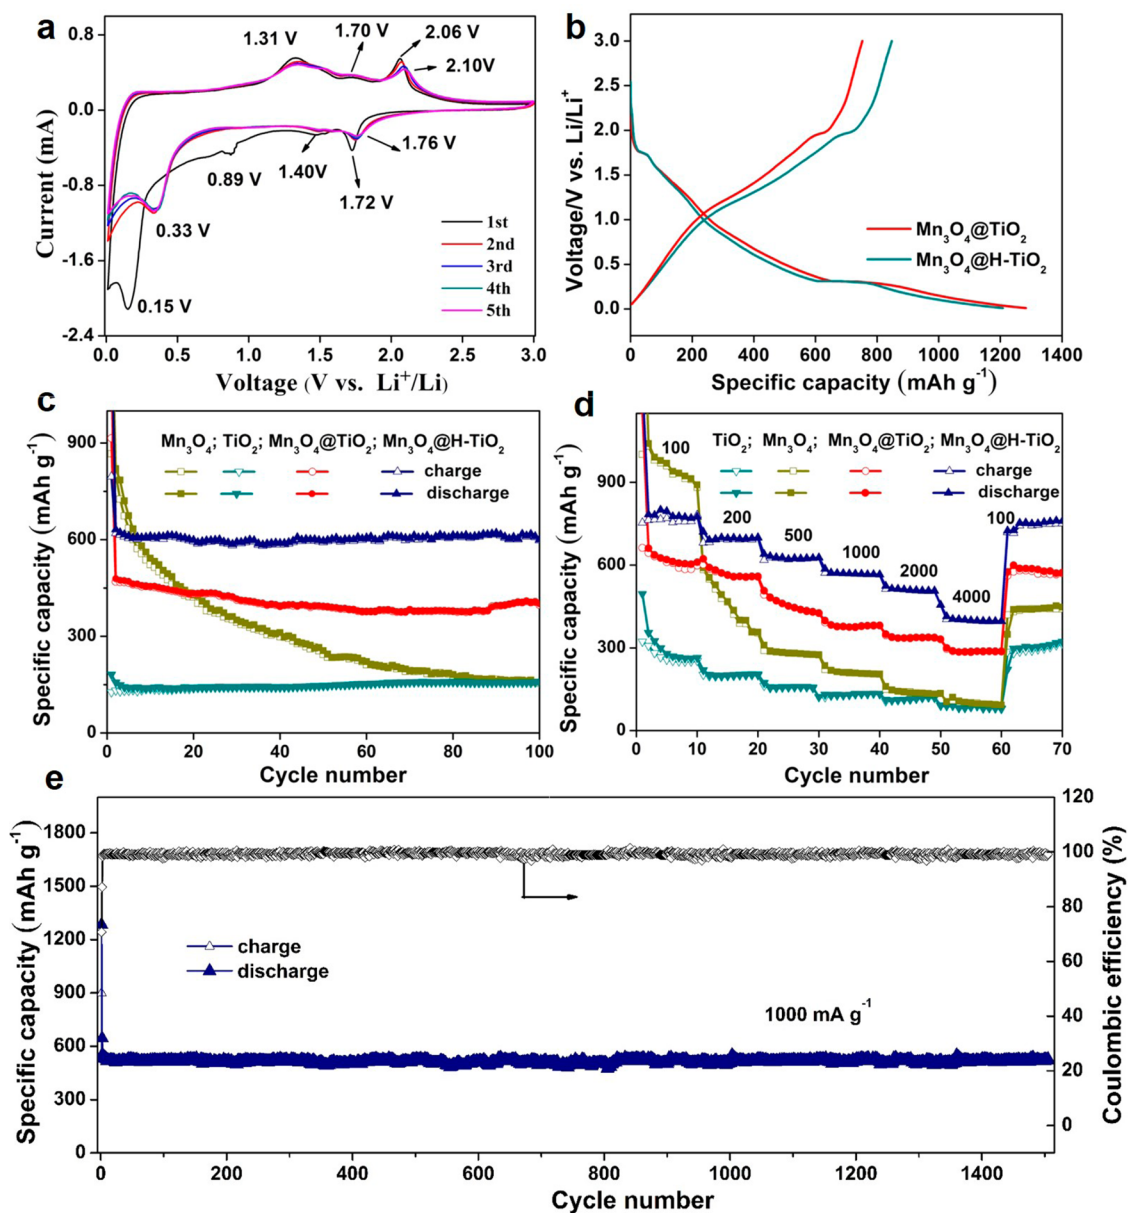 a
0.8
0.0
-0.8
-1.6
-2.4
Current (mA)
1.31 V
1.70 V
2.06 V
2.10V
1.76 V
1.72 V
1.40V
0.89 V
0.33 V
0.15 V
1st
2nd
3rd
4th
5th
0.0 0.5 1.0 1.5 2.0 2.5 3.0
Voltage (V vs. Li⁺/Li)
b
3.0
2.5
2.0
1.5
1.0
0.5
0.0
Voltage/V vs. Li/Li⁺
Mn₃O₄@TiO₂
Mn₃O₄@H-TiO₂
0 200 400 600 800 1000 1200 1400
Specific capacity (mAh g⁻¹)
c
900
600
300
0
Specific capacity (mAh g⁻¹)
Mn₃O₄; TiO₂; Mn₃O₄@TiO₂; Mn₃O₄@H-TiO₂
charge
discharge
0 20 40 60 80 100
Cycle number
d
900
600
300
0
Specific capacity (mAh g⁻¹)
TiO₂; Mn₃O₄; Mn₃O₄@TiO₂; Mn₃O₄@H-TiO₂
charge
discharge
100
200
500
1000
2000
4000
100
0 10 20 30 40 50 60 70
Cycle number
e
1800
1500
1200
900
600
300
0
Specific capacity (mAh g⁻¹)
charge
discharge
1000 mA g⁻¹
120
100
80
60
40
20
0
Coulombic efficiency (%)
0 200 400 600 800 1000 1200 1400
Cycle number